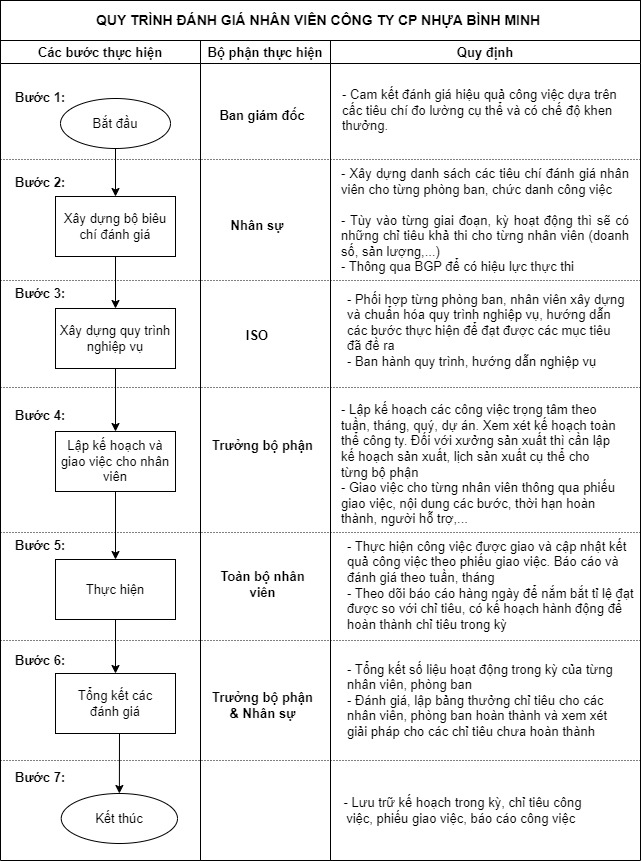 QUY TRÌNH ĐÁNH GIÁ NHÂN VIÊN CÔNG TY CP NHỰA BÌNH MINH
Các bước thực hiện
Bộ phận thực hiện
Quy định
Bước 1:
Bắt đầu
Ban giám đốc
- Cam kết đánh giá hiệu quả công việc dựa trên
cấc tiêu chí đo lường cụ thể và có chế độ khen
thưởng.
Bước 2:
Xây dựng bộ biêu
chí đánh giá
Nhân sự
- Xây dựng danh sách các tiêu chí đánh giá nhân
viên cho từng phòng ban, chức danh công việc
- Tùy vào từng giai đoạn, kỳ hoạt động thì sẽ có
những chỉ tiêu khả thi cho từng nhân viên (doanh
số, sản lượng,...)
- Thông qua BGP để có hiệu lực thực thi
Bước 3:
Xây dựng quy trình
nghiệp vụ
ISO
- Phối hợp từng phòng ban, nhân viên xây dựng
và chuẩn hóa quy trình nghiệp vụ, hướng dẫn
các bước thực hiện để đạt được các mục tiêu
đã đề ra
- Ban hành quy trình, hướng dẫn nghiệp vụ
Bước 4:
Lập kế hoạch và
giao việc cho nhân
viên
Trưởng bộ phận
- Lập kế hoạch các công việc trọng tâm theo
tuần, tháng, quý, dự án. Xem xét kế hoạch toàn
thể công ty. Đối với xưởng sản xuất thì cần lập
kế hoạch sản xuất, lịch sản xuất cụ thể cho
từng bộ phận
- Giao việc cho từng nhân viên thông qua phiếu
giao việc, nội dung các bước, thời hạn hoàn
thành, người hỗ trợ,...
Bước 5:
Thực hiện
Toàn bộ nhân
viên
- Thực hiện công việc được giao và cập nhật kết
quả công việc theo phiếu giao việc. Báo cáo và
đánh giá theo tuần, tháng
- Theo dõi báo cáo hàng ngày để nắm bắt tỉ lệ đạt
được so với chỉ tiêu, có kế hoạch hành động để
hoàn thành chỉ tiêu trong kỳ
Bước 6:
Tổng kết các
đánh giá
Trưởng bộ phận
& Nhân sự
- Tổng kết số liệu hoạt động trong kỳ của từng
nhân viên, phòng ban
- Đánh giá, lập bảng thưởng chỉ tiêu cho các
nhân viên, phòng ban hoàn thành và xem xét
giải pháp cho các chỉ tiêu chưa hoàn thành
Bước 7:
Kết thúc
- Lưu trữ kế hoạch trong kỳ, chỉ tiêu công
việc, phiếu giao việc, báo cáo công việc